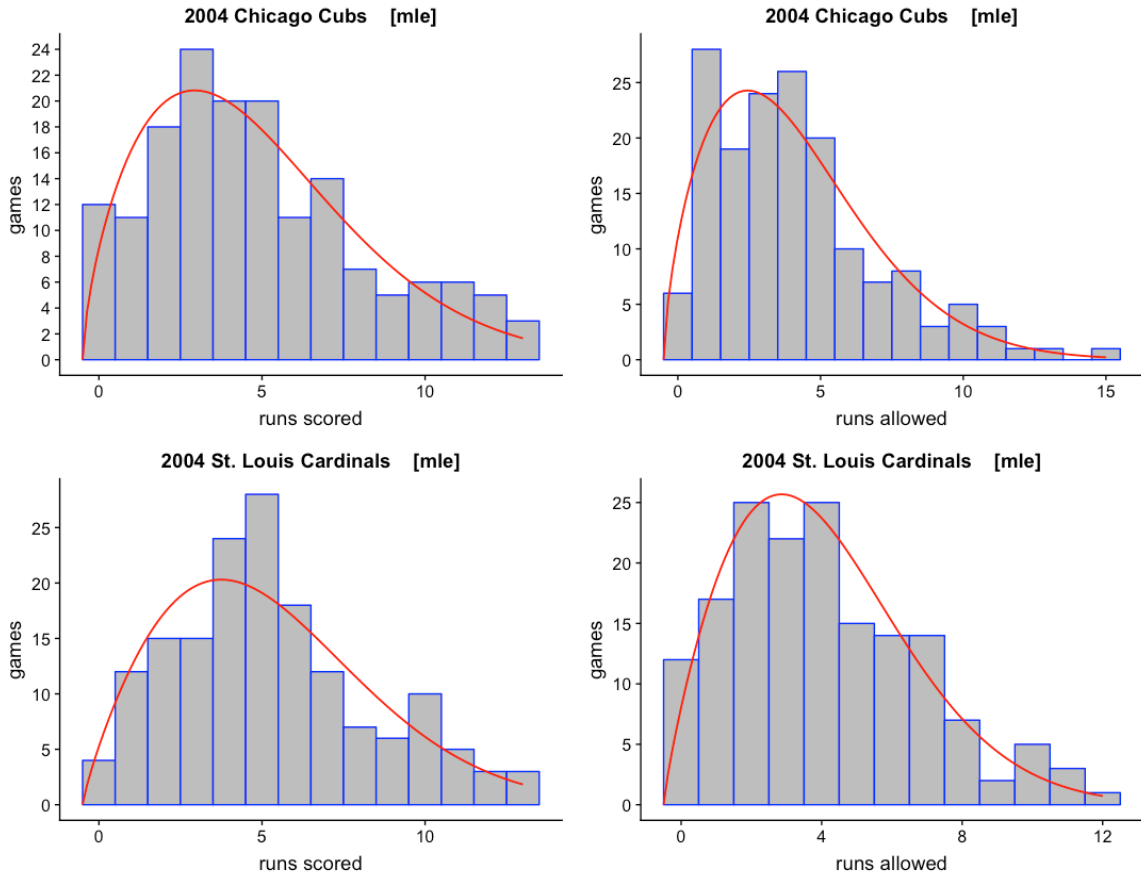 2004 Chicago Cubs [mle]
games
24
22
20
18
16
14
12
10
8
6
4
2
0
0 5 10
runs scored
2004 Chicago Cubs [mle]
games
25
20
15
10
5
0
0 5 10 15
runs allowed
2004 St. Louis Cardinals [mle]
games
25
20
15
10
5
0
0 5 10
runs scored
2004 St. Louis Cardinals [mle]
games
25
20
15
10
5
0
0 4 8 12
runs allowed